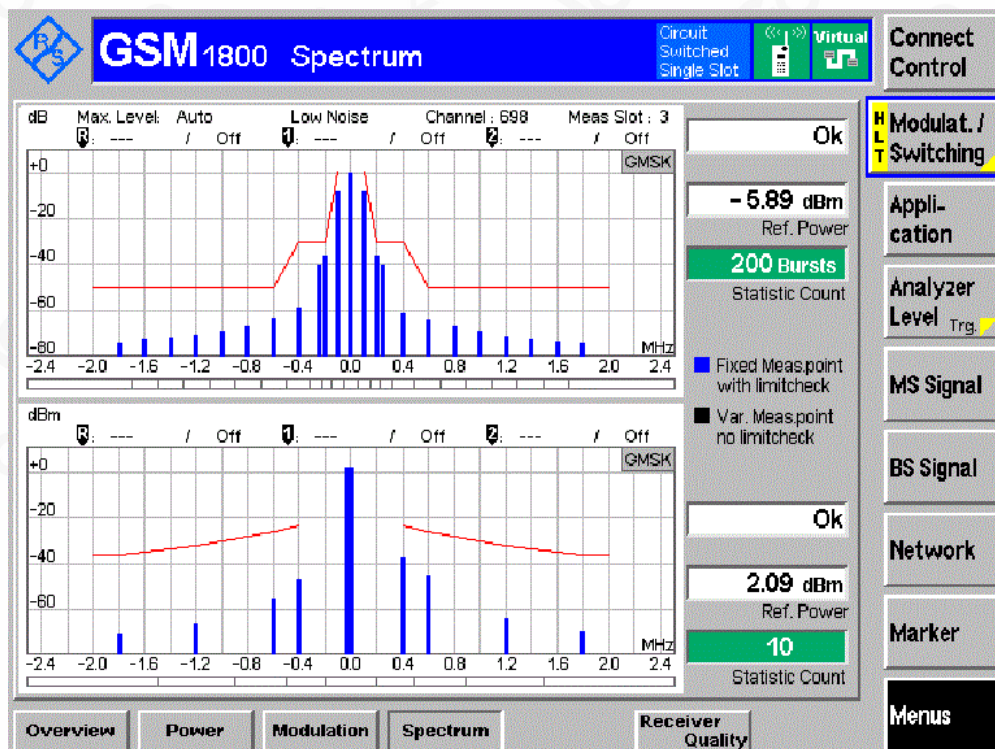 R/S
GSM 1800 Spectrum
Circuit Switched Single Slot
Virtual
Connect Control
dB Max. Level: Auto Low Noise Channel : 698 Meas Slot : 3
R : --- / Off 1 : --- / Off 2 : --- / Off
GMSK
+0
-20
-40
-60
-80
MHz
-2.4 -2.0 -1.6 -1.2 -0.8 -0.4 0.0 0.4 0.8 1.2 1.6 2.0 2.4
Ok
-5.89 dBm
Ref. Power
200 Bursts
Statistic Count
Fixed Meas.point
with limitcheck
Var. Meas.point
no limitcheck
dBm
R : --- / Off 1 : --- / Off 2 : --- / Off
GMSK
+0
-20
-40
-60
MHz
-2.4 -2.0 -1.6 -1.2 -0.8 -0.4 0.0 0.4 0.8 1.2 1.6 2.0 2.4
Ok
2.09 dBm
Ref. Power
10
Statistic Count
HLT
Modulat. /
Switching
Appli-
cation
Analyzer
Level Trg.
MS Signal
BS Signal
Network
Marker
Menus
Overview
Power
Modulation
Spectrum
Receiver
Quality